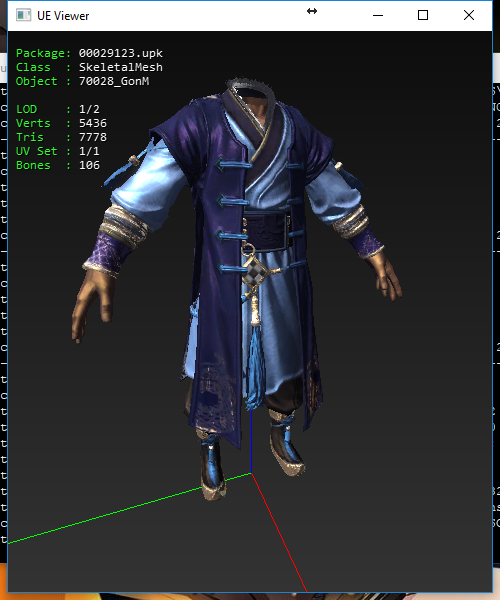 UE Viewer
Package: 00029123.upk
Class : SkeletalMesh
Object : 70028_GonM
LOD : 1/2
Verts : 5436
Tris : 7778
UV Set : 1/1
Bones : 106